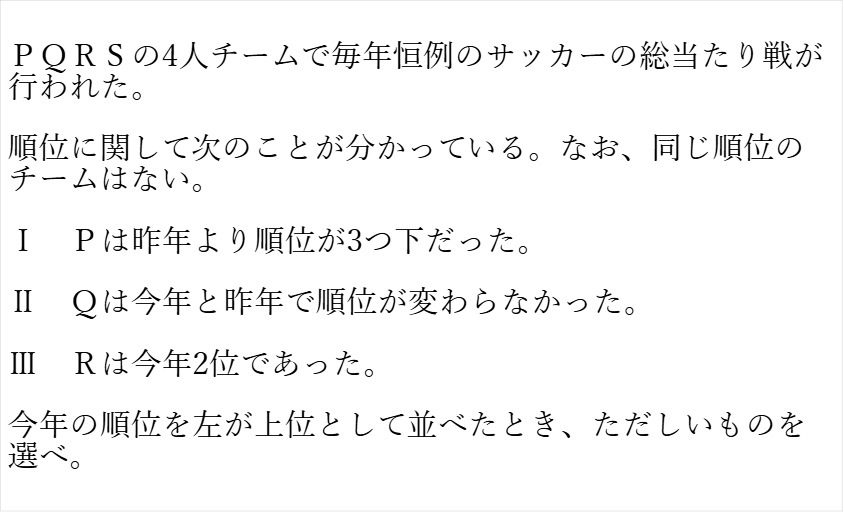 ＰＱＲＳの4人チームで毎年恒例のサッカーの総当たり戦が
行われた。
順位に関して次のことが分かっている。なお、同じ順位の
チームはない。
Ⅰ　Ｐは昨年より順位が3つ下だった。
Ⅱ　Ｑは今年と昨年で順位が変わらなかった。
Ⅲ　Ｒは今年2位であった。
今年の順位を左が上位として並べたとき、ただしいものを
選べ。